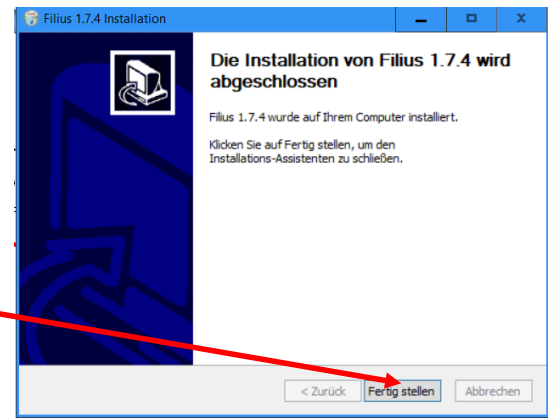 Filius 1.7.4 Installation
Die Installation von Filius 1.7.4 wird
abgeschlossen
Filius 1.7.4 wurde auf Ihrem Computer installiert.
Klicken Sie auf Fertig stellen, um den
Installations-Assistenten zu schließen.
< Zurück Fertig stellen Abbrechen